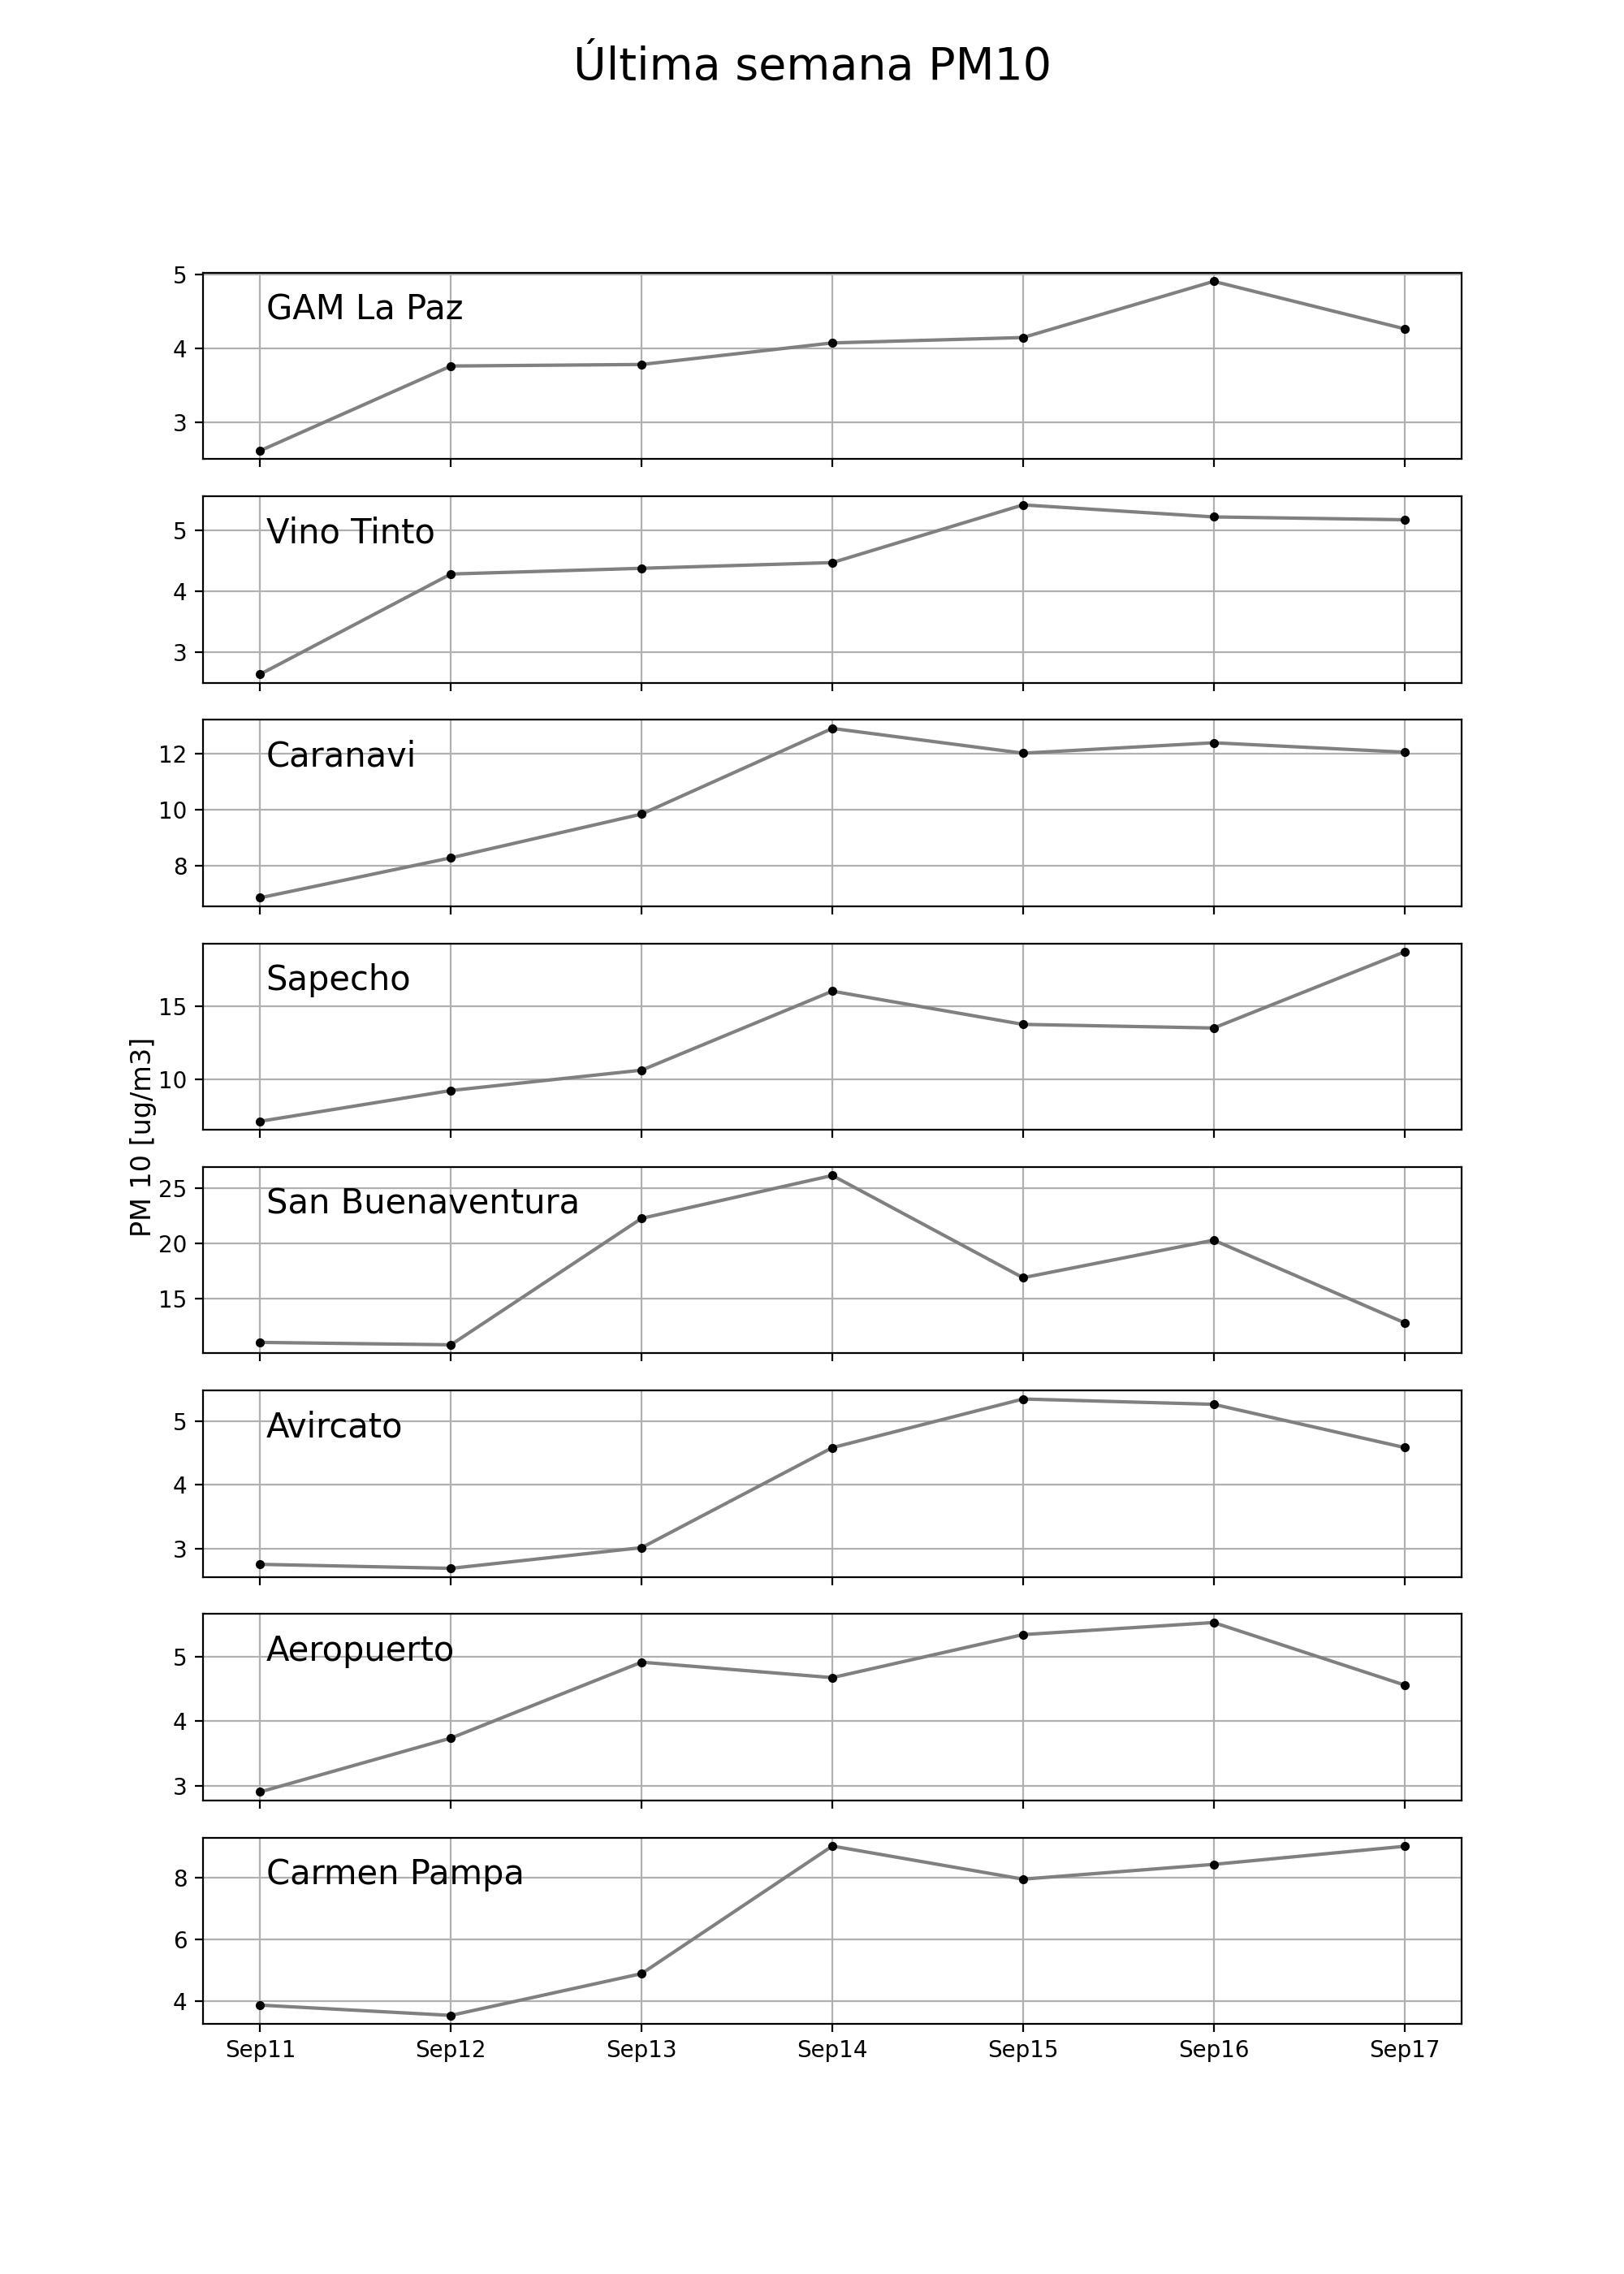 Última semana PM10
PM 10 [ug/m3]
GAM La Paz
5
4
3
Vino Tinto
5
4
3
Caranavi
12
10
8
Sapecho
15
10
San Buenaventura
25
20
15
Avircato
5
4
3
Aeropuerto
5
4
3
Carmen Pampa
8
6
4
Sep11 Sep12 Sep13 Sep14 Sep15 Sep16 Sep17